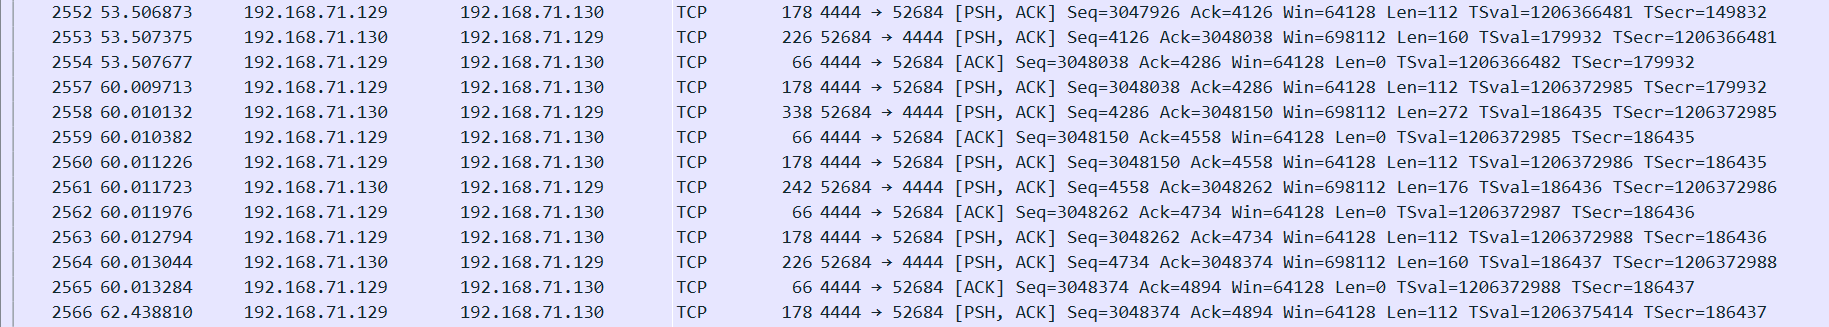 2552 53.506873 192.168.71.129 192.168.71.130 TCP 178 4444 → 52684 [PSH, ACK] Seq=3047926 Ack=4126 Win=64128 Len=112 TSval=1206366481 TSecr=149832
2553 53.507375 192.168.71.130 192.168.71.129 TCP 226 52684 → 4444 [PSH, ACK] Seq=4126 Ack=3048038 Win=698112 Len=160 TSval=179932 TSecr=1206366481
2554 53.507677 192.168.71.129 192.168.71.130 TCP 66 4444 → 52684 [ACK] Seq=3048038 Ack=4286 Win=64128 Len=0 TSval=1206366482 TSecr=179932
2557 60.009713 192.168.71.129 192.168.71.130 TCP 178 4444 → 52684 [PSH, ACK] Seq=3048038 Ack=4286 Win=64128 Len=112 TSval=1206372985 TSecr=179932
2558 60.010132 192.168.71.130 192.168.71.129 TCP 338 52684 → 4444 [PSH, ACK] Seq=4286 Ack=3048150 Win=698112 Len=272 TSval=186435 TSecr=1206372985
2559 60.010382 192.168.71.129 192.168.71.130 TCP 66 4444 → 52684 [ACK] Seq=3048150 Ack=4558 Win=64128 Len=0 TSval=1206372985 TSecr=186435
2560 60.011226 192.168.71.129 192.168.71.130 TCP 178 4444 → 52684 [PSH, ACK] Seq=3048150 Ack=4558 Win=64128 Len=112 TSval=1206372986 TSecr=186435
2561 60.011723 192.168.71.130 192.168.71.129 TCP 242 52684 → 4444 [PSH, ACK] Seq=4558 Ack=3048262 Win=698112 Len=176 TSval=186436 TSecr=1206372986
2562 60.011976 192.168.71.129 192.168.71.130 TCP 66 4444 → 52684 [ACK] Seq=3048262 Ack=4734 Win=64128 Len=0 TSval=1206372987 TSecr=186436
2563 60.012794 192.168.71.129 192.168.71.130 TCP 178 4444 → 52684 [PSH, ACK] Seq=3048262 Ack=4734 Win=64128 Len=112 TSval=1206372988 TSecr=186436
2564 60.013044 192.168.71.130 192.168.71.129 TCP 226 52684 → 4444 [PSH, ACK] Seq=4734 Ack=3048374 Win=698112 Len=160 TSval=186437 TSecr=1206372988
2565 60.013284 192.168.71.129 192.168.71.130 TCP 66 4444 → 52684 [ACK] Seq=3048374 Ack=4894 Win=64128 Len=0 TSval=1206372988 TSecr=186437
2566 62.438810 192.168.71.129 192.168.71.130 TCP 178 4444 → 52684 [PSH, ACK] Seq=3048374 Ack=4894 Win=64128 Len=112 TSval=1206375414 TSecr=186437